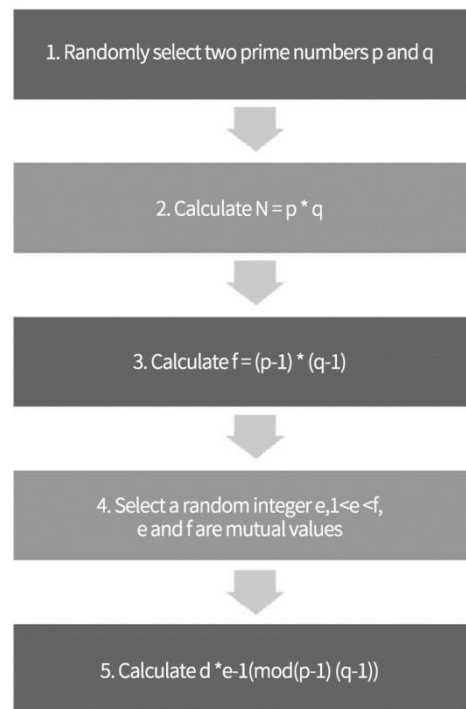 1. Randomly select two prime numbers p and q
2. Calculate N = p * q
3. Calculate f = (p-1) * (q-1)
4. Select a random integer e,1<e <f,
e and f are mutual values
5. Calculate d *e-1(mod(p-1) (q-1))